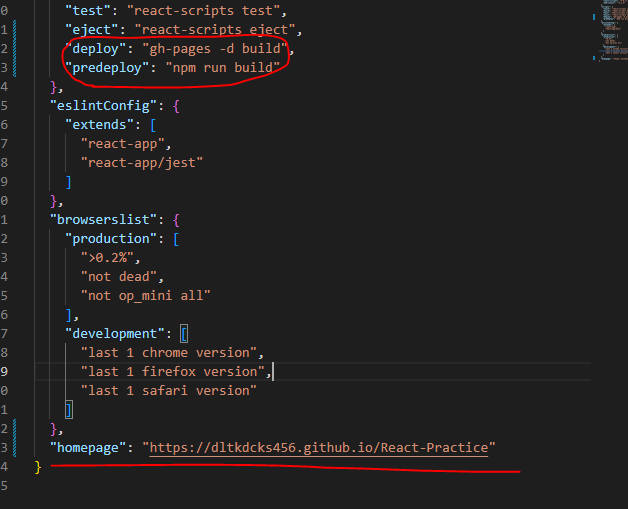 0 "test": "react-scripts test",
1 "eject": "react-scripts eject",
2 "deploy": "gh-pages -d build",
3 "predeploy": "npm run build"
4 },
5 "eslintConfig": {
6 "extends": [
7 "react-app",
8 "react-app/jest"
9 ]
0 },
1 "browserslist": {
2 "production": [
3 ">0.2%",
4 "not dead",
5 "not op_mini all"
6 ],
7 "development": [
8 "last 1 chrome version",
9 "last 1 firefox version",
0 "last 1 safari version"
1 ]
2 },
3 "homepage": "https://dltkdcks456.github.io/React-Practice"
4 }
5